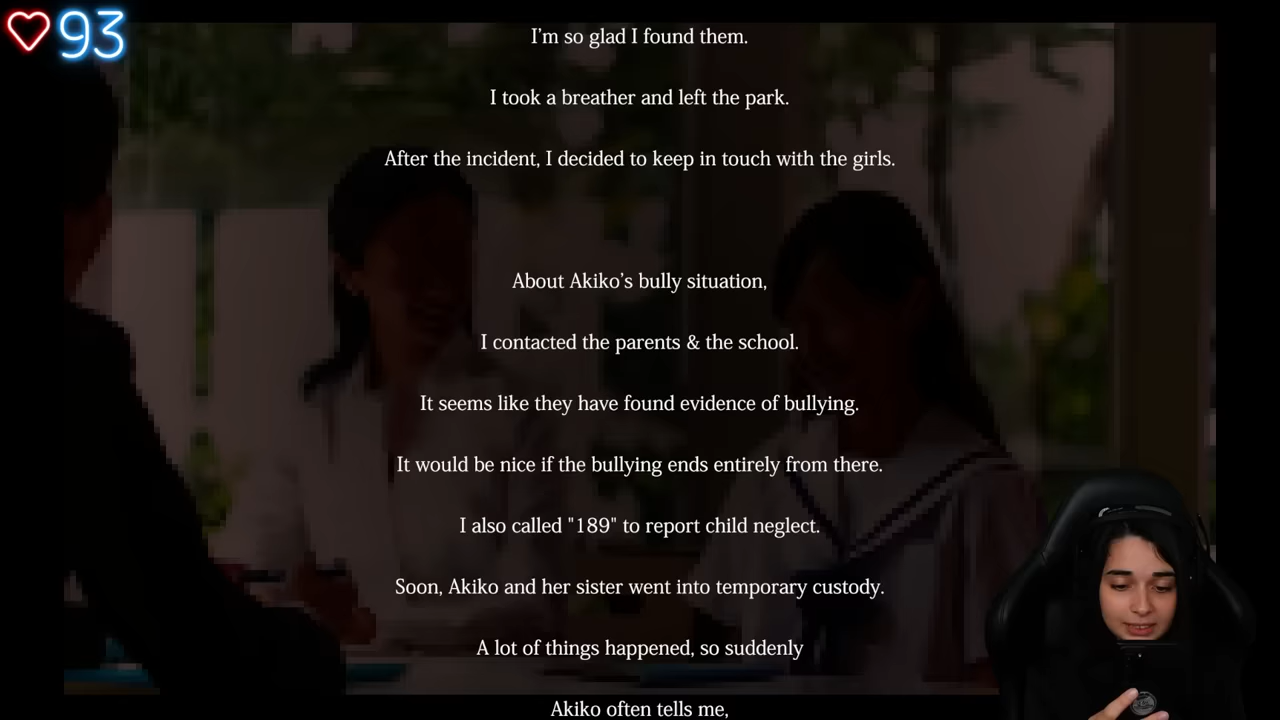 93
I'm so glad I found them.
I took a breather and left the park.
After the incident, I decided to keep in touch with the girls.
About Akiko's bully situation,
I contacted the parents & the school.
It seems like they have found evidence of bullying.
It would be nice if the bullying ends entirely from there.
I also called "189" to report child neglect.
Soon, Akiko and her sister went into temporary custody.
A lot of things happened, so suddenly
Akiko often tells me,